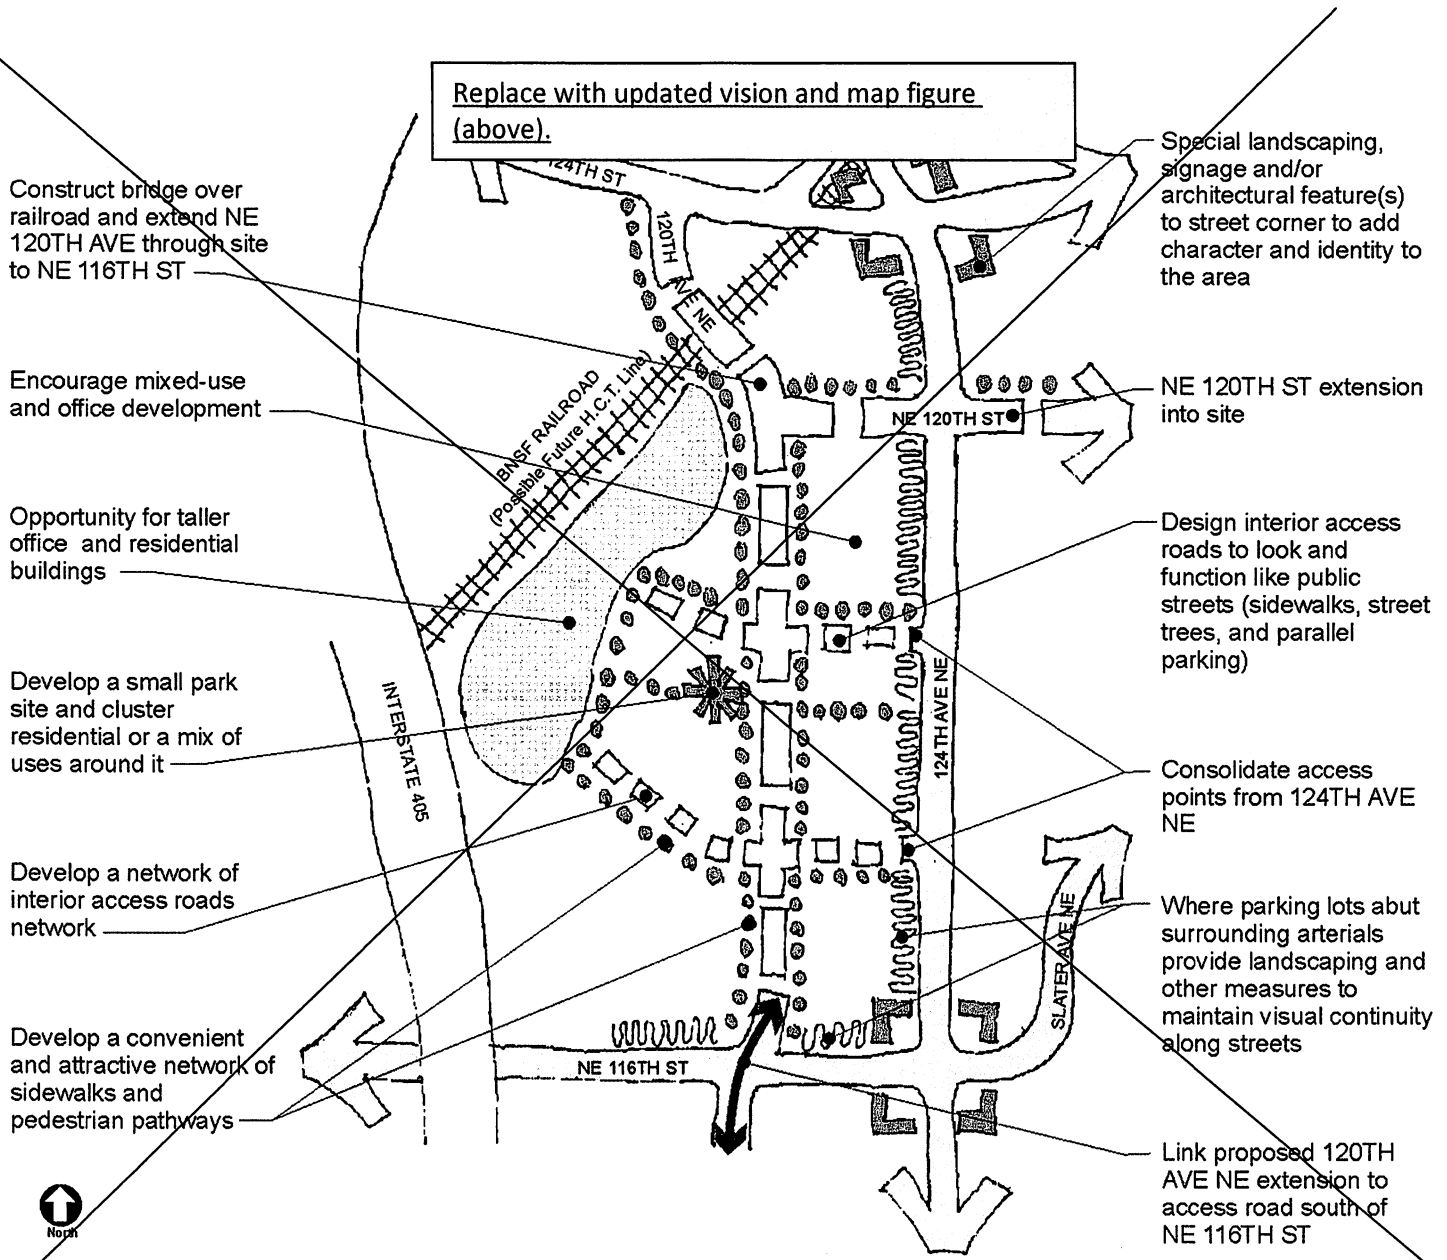 Replace with updated vision and map figure
(above).
Construct bridge over
railroad and extend NE
120TH AVE through site
to NE 116TH ST
Encourage mixed-use
and office development
Opportunity for taller
office and residential
buildings
Develop a small park
site and cluster
residential or a mix of
uses around it
Develop a network of
interior access roads
network
Develop a convenient
and attractive network of
sidewalks and
pedestrian pathways
North
124TH ST
120TH AVE NE
BNSF RAILROAD
(Possible Future H.C.T. Line)
INTERSTATE 405
NE 120TH ST
124TH AVE NE
SLATER AVE NE
NE 116TH ST
Special landscaping,
signage and/or
architectural feature(s)
to street corner to add
character and identity to
the area
NE 120TH ST extension
into site
Design interior access
roads to look and
function like public
streets (sidewalks, street
trees, and parallel
parking)
Consolidate access
points from 124TH AVE
NE
Where parking lots abut
surrounding arterials
provide landscaping and
other measures to
maintain visual continuity
along streets
Link proposed 120TH
AVE NE extension to
access road south of
NE 116TH ST